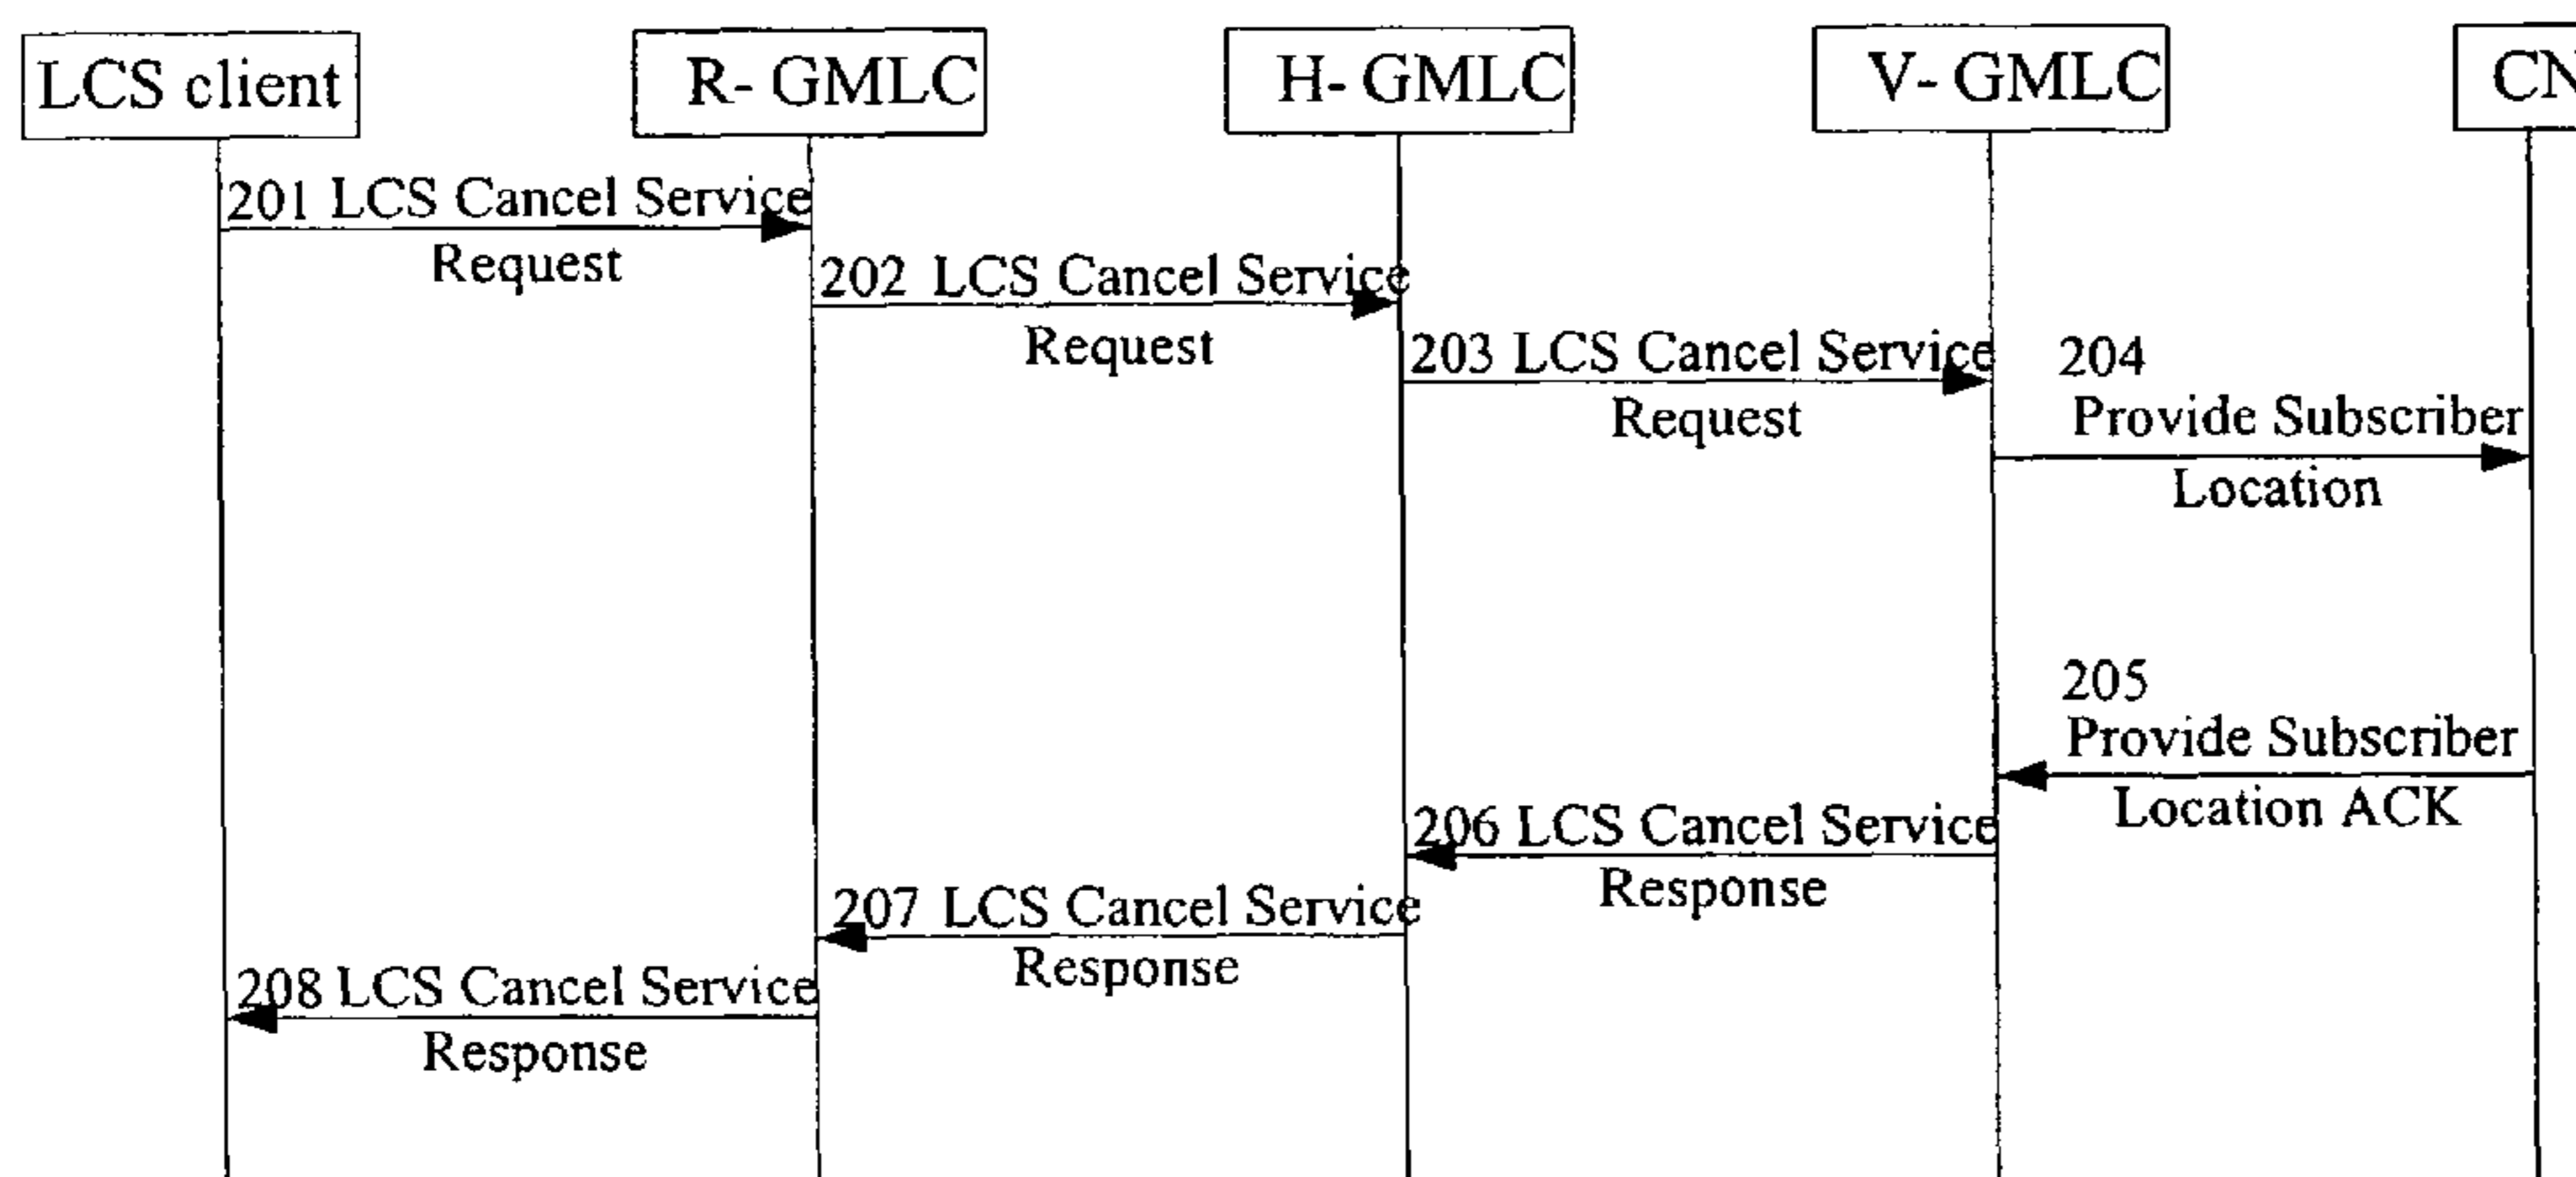 LCS client
R- GMLC
H- GMLC
V- GMLC
CN
201 LCS Cancel Service
Request
202 LCS Cancel Service
Request
203 LCS Cancel Service
Request
204
Provide Subscriber
Location
205
Provide Subscriber
Location ACK
206 LCS Cancel Service
Response
207 LCS Cancel Service
Response
208 LCS Cancel Service
Response